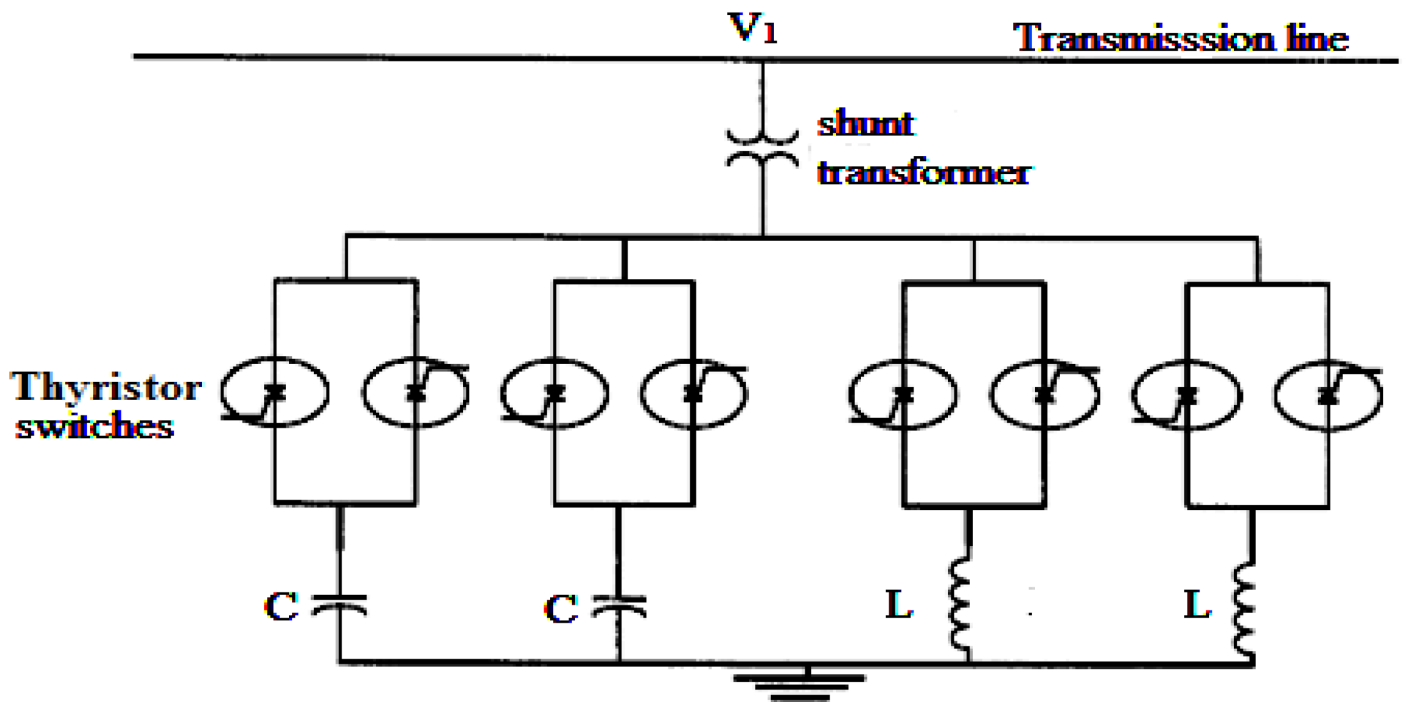 V1
Transmisssion line
shunt
transformer
Thyristor
switches
C
C
L
L